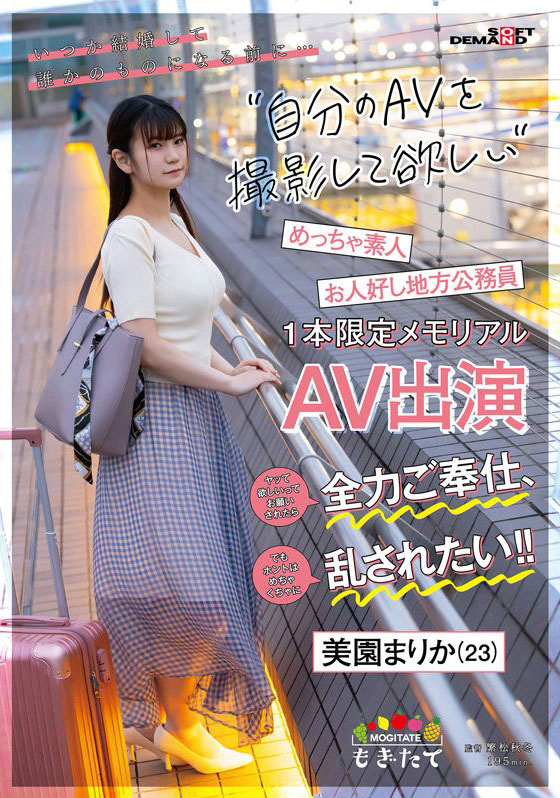 SOFT ON
DEMAND
いつか結婚して
誰かのものになる前に…
“自分のAVを
撮影して欲しい”
めっちゃ素人
お人好し地方公務員
1本限定メモリアル
AV出演
ヤッて
欲しいって
お願い
されたら
全力ご奉仕、
でも
ホントは
めちゃ
くちゃに
乱されたい!!
美園まりか(23)
MOGITATE
もぎたて
監督 繁松秋冬
195min.